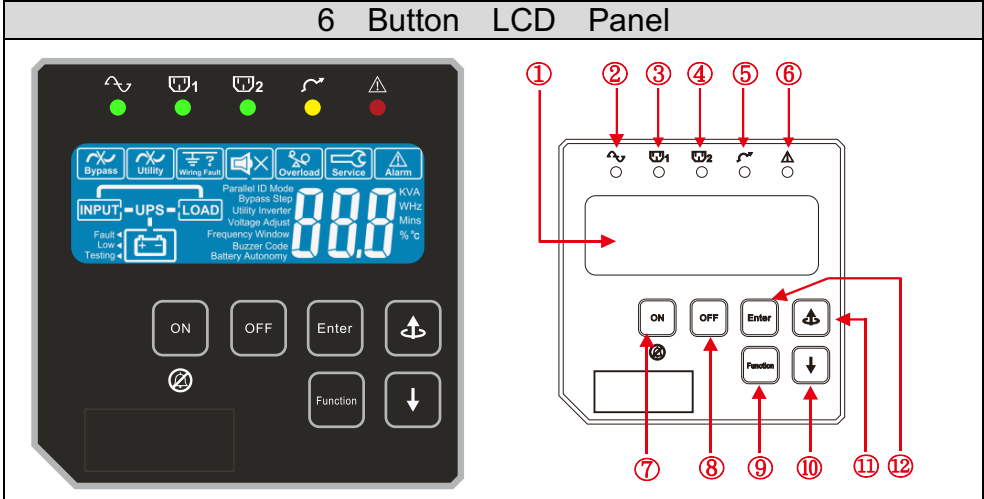 6 Button LCD Panel
1 2
Bypass Utility Wiring Fault Overload Service Alarm
?
Parallel ID Mode
Bypass Step
Utility Inverter
Voltage Adjust
Frequency Window
Buzzer Code
Battery Autonomy
INPUT UPS LOAD
Fault
Low
Testing
88.8
KVA
WHz
Mins
% °c
ON OFF Enter
Function
① ② ③ ④ ⑤ ⑥
1 2
ON OFF Enter
Function
⑦ ⑧ ⑨ ⑩ ⑪ ⑫